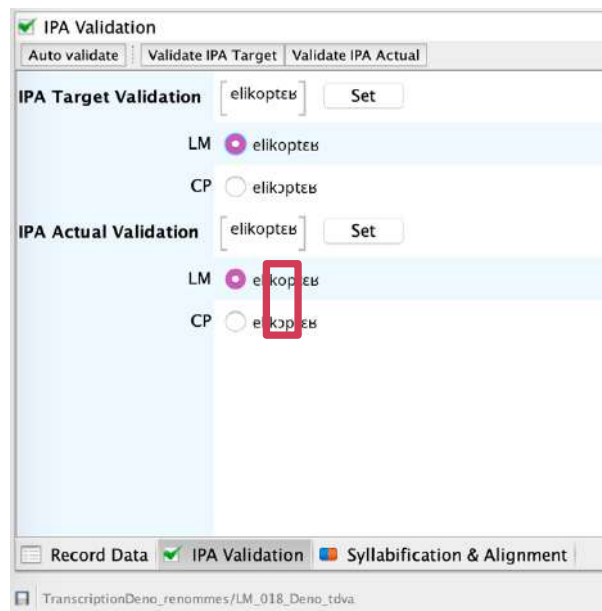 IPA Validation
Auto validate Validate IPA Target Validate IPA Actual
IPA Target Validation elikoptɛʁ Set
LM elikoptɛʁ
CP elikɔptɛʁ
IPA Actual Validation elikoptɛʁ Set
LM elikoptɛʁ
CP elikɔptɛʁ
Record Data IPA Validation Syllabification & Alignment
TranscriptionDeno_renommes/LM_018_Deno_tdva